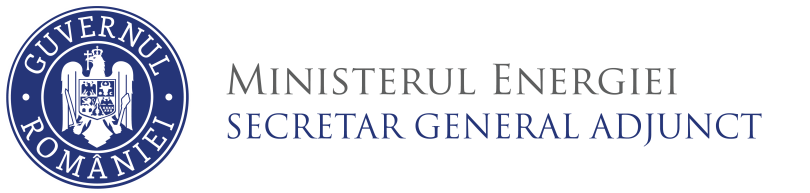 GUVERNUL
ROMÂNIEI
MINISTERUL ENERGIEI
SECRETAR GENERAL ADJUNCT